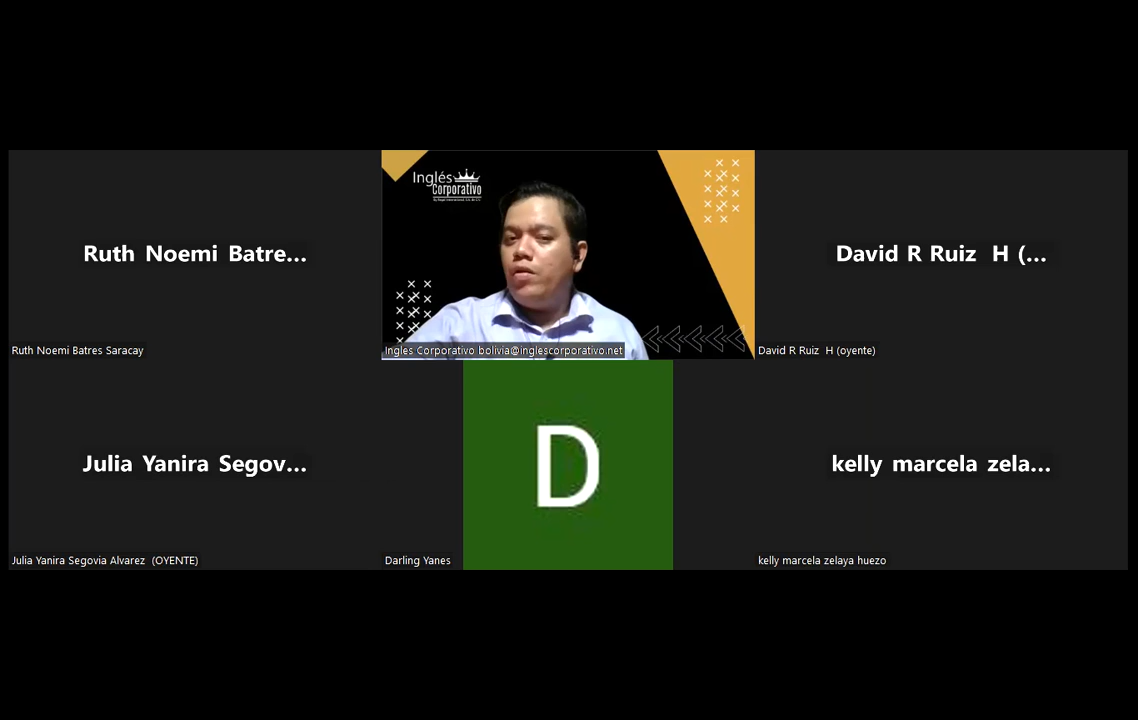 Ruth Noemi Batre...
Ruth Noemi Batres Saracay
Inglés
Corporativo
Ingles Corporativo bolivia@inglescorporativo.net
David R Ruiz H (...
David R Ruiz H (oyente)
Julia Yanira Segov...
Julia Yanira Segovia Alvarez (OYENTE)
D
Darling Yanes
kelly marcela zela...
kelly marcela zelaya huezo